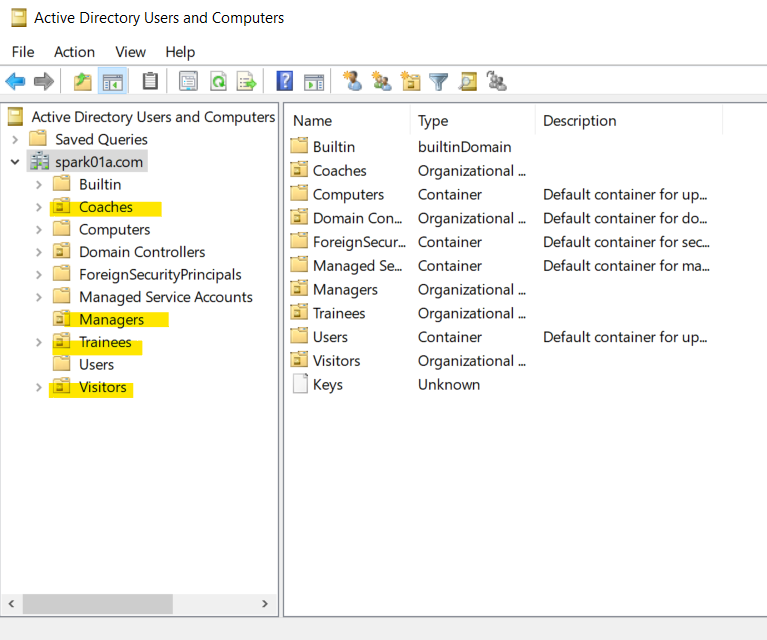 Active Directory Users and Computers
File Action View Help
Active Directory Users and Computers
Saved Queries
spark01a.com
Builtin
Coaches
Computers
Domain Controllers
ForeignSecurityPrincipals
Managed Service Accounts
Managers
Trainees
Users
Visitors
Name Type Description
Builtin builtinDomain
Coaches Organizational ...
Computers Container Default container for up...
Domain Con... Organizational ...
Default container for do...
ForeignSecur... Container Default container for sec...
Managed Se... Container Default container for ma...
Managers Organizational ...
Trainees Organizational ...
Users Container Default container for up...
Visitors Organizational ...
Keys Unknown